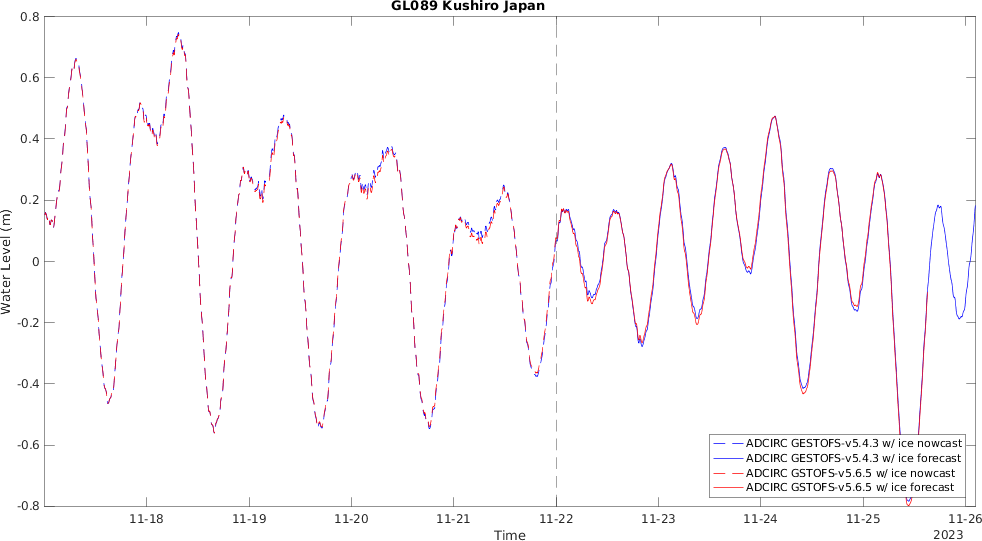 GL089 Kushiro Japan
0.8
0.6
0.4
0.2
0
-0.2
-0.4
-0.6
-0.8
Water Level (m)
11-18
11-19
11-20
11-21
11-22
11-23
11-24
11-25
11-26
2023
Time
ADCIRC GESTOFS-v5.4.3 w/ ice nowcast
ADCIRC GESTOFS-v5.4.3 w/ ice forecast
ADCIRC GSTOFS-v5.6.5 w/ ice nowcast
ADCIRC GSTOFS-v5.6.5 w/ ice forecast